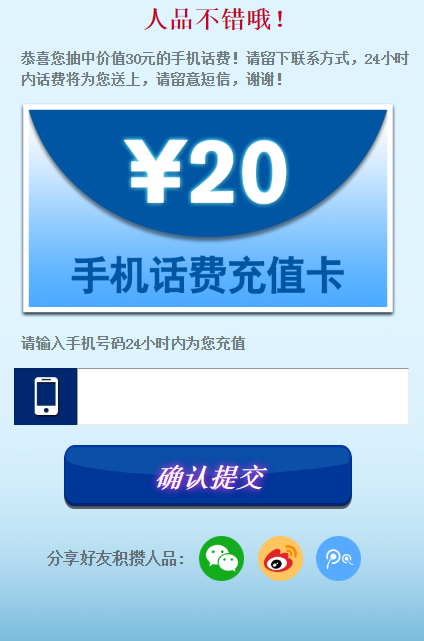 人品不错哦！
恭喜您抽中价值30元的手机话费！请留下联系方式，24小时
内话费将为您送上，请留意短信，谢谢！
¥20
手机话费充值卡
请输入手机号码24小时内为您充值
确认提交
分享好友积攒人品：